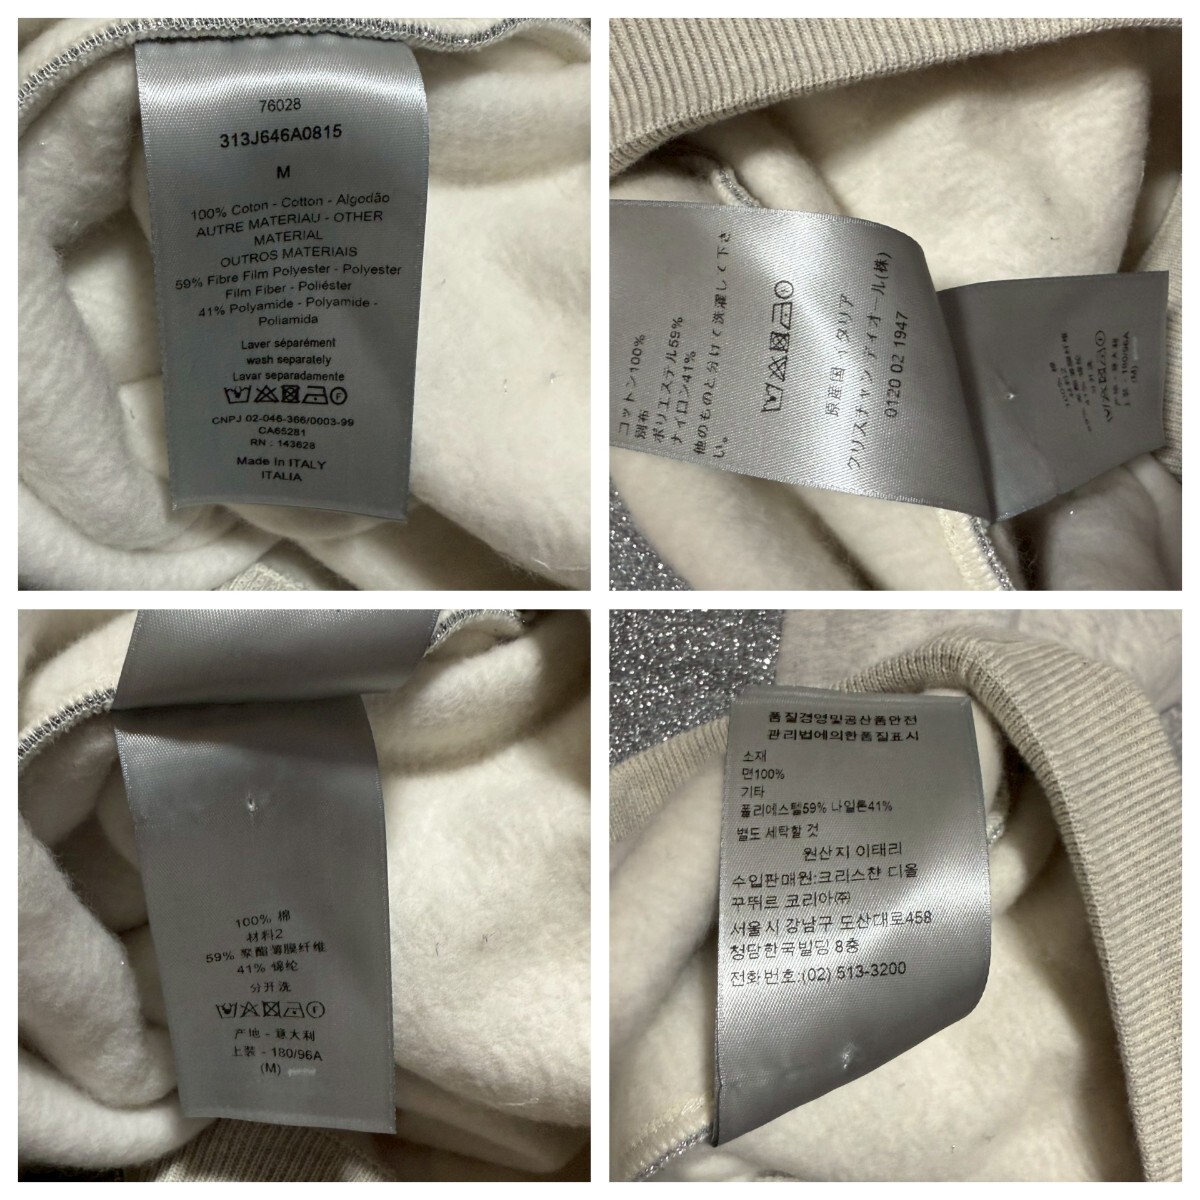 76028
313J646A0815
M
100% Coton - Cotton - Algodão
AUTRE MATERIAU - OTHER
MATERIAL
OUTROS MATERIAIS
59% Fibre Film Polyester - Polyester
Film Fiber - Poliéster
41% Polyamide - Polyamide -
Poliamida
Laver séparément
wash separately
Lavar separadamente
CNPJ 02-046-366/0003-99
CA65281
RN : 143628
Made in ITALY
ITALIA
コットン100%
別布
ポリエステル59%
ナイロン41%
他のものと分けて洗濯して下さ
い。
原産国 イタリア
クリスチャン ディオール(株)
0120 02 1947
产地 - 意大利
上装 - 180/96A
(M)
100% 棉
材料2
59% 聚酯薄膜纤维
41% 锦纶
分开洗
产地 - 意大利
上装 - 180/96A
(M)
품질경영및공산품안전
관리법에의한품질표시
소재
면100%
기타
폴리에스텔59% 나일론41%
별도 세탁할 것
원산지 이태리
수입판매원:크리스챤 디올
꾸뛰르 코리아(주)
서울시 강남구 도산대로458
청담한국빌딩 8층
전화번호:(02) 513-3200